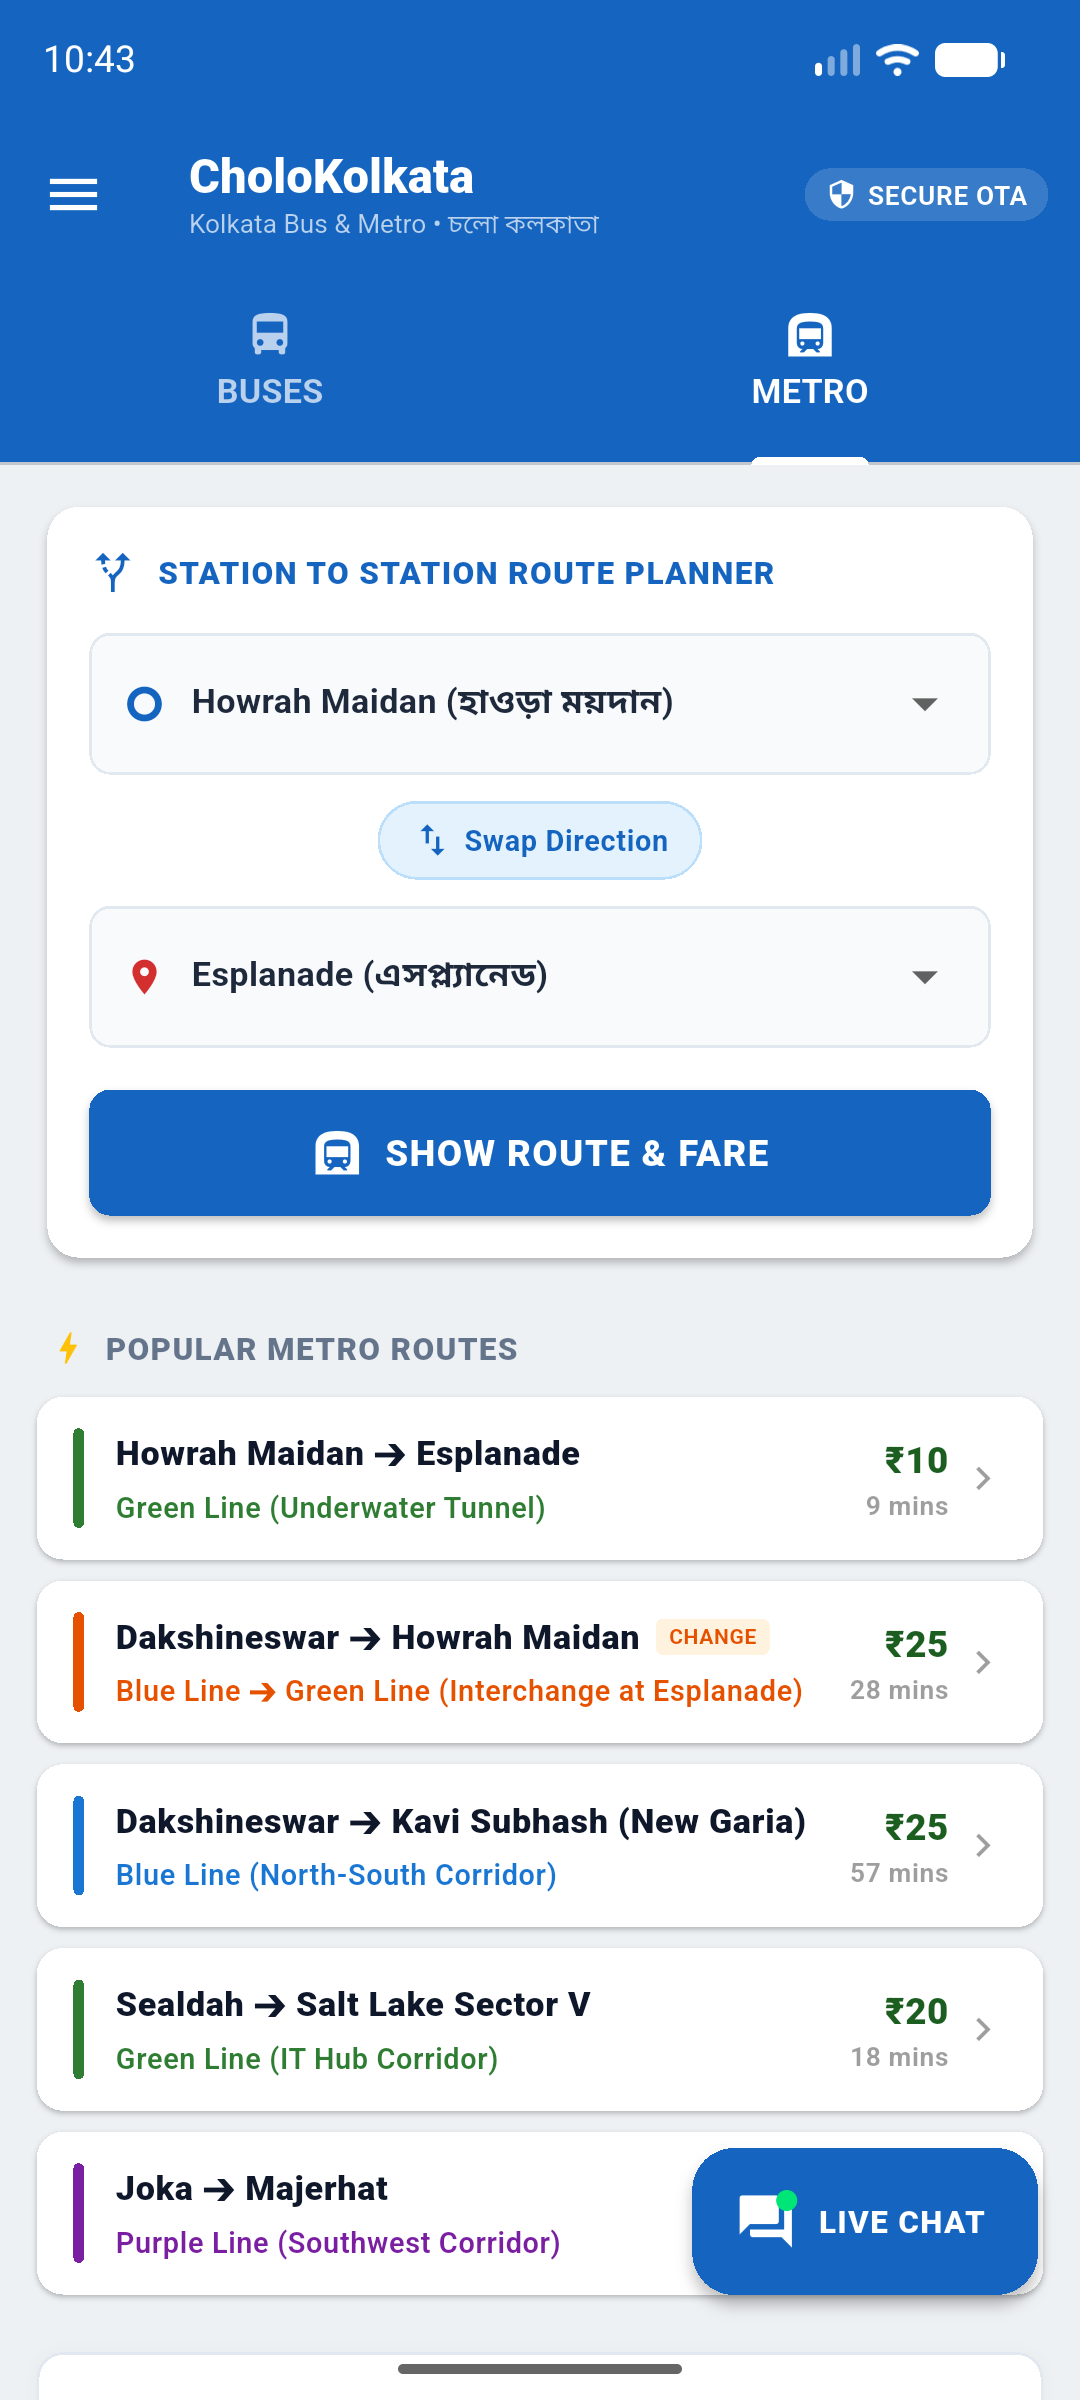 10:43
CholoKolkata
Kolkata Bus & Metro • চলো কলকাতা
SECURE OTA
BUSES
METRO
STATION TO STATION ROUTE PLANNER
Howrah Maidan (হাওড়া ময়দান)
Swap Direction
Esplanade (এসপ্ল্যানেড)
SHOW ROUTE & FARE
POPULAR METRO ROUTES
Howrah Maidan → Esplanade
₹10
Green Line (Underwater Tunnel)
9 mins
Dakshineswar → Howrah Maidan CHANGE
₹25
Blue Line → Green Line (Interchange at Esplanade)
28 mins
Dakshineswar → Kavi Subhash (New Garia)
₹25
Blue Line (North-South Corridor)
57 mins
Sealdah → Salt Lake Sector V
₹20
Green Line (IT Hub Corridor)
18 mins
Joka → Majerhat
Purple Line (Southwest Corridor)
LIVE CHAT